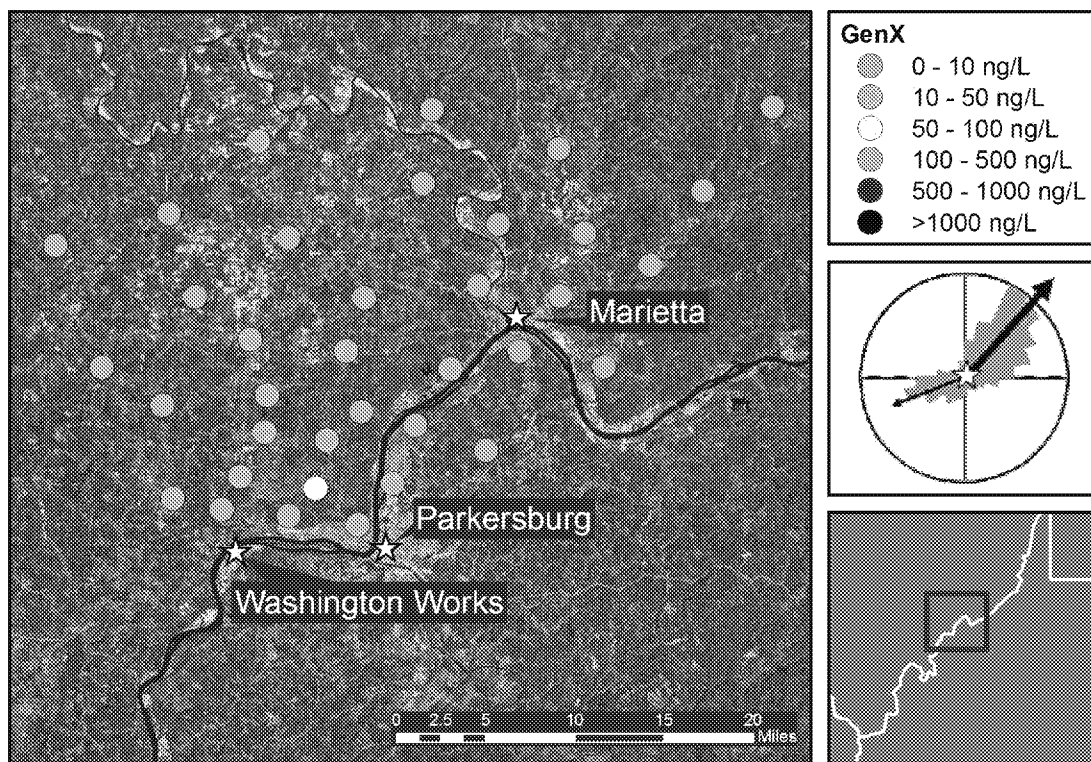 GenX
0 - 10 ng/L
10 - 50 ng/L
50 - 100 ng/L
100 - 500 ng/L
500 - 1000 ng/L
>1000 ng/L
Marietta
Parkersburg
Washington Works
0 2.5 5 10 15 20
Miles